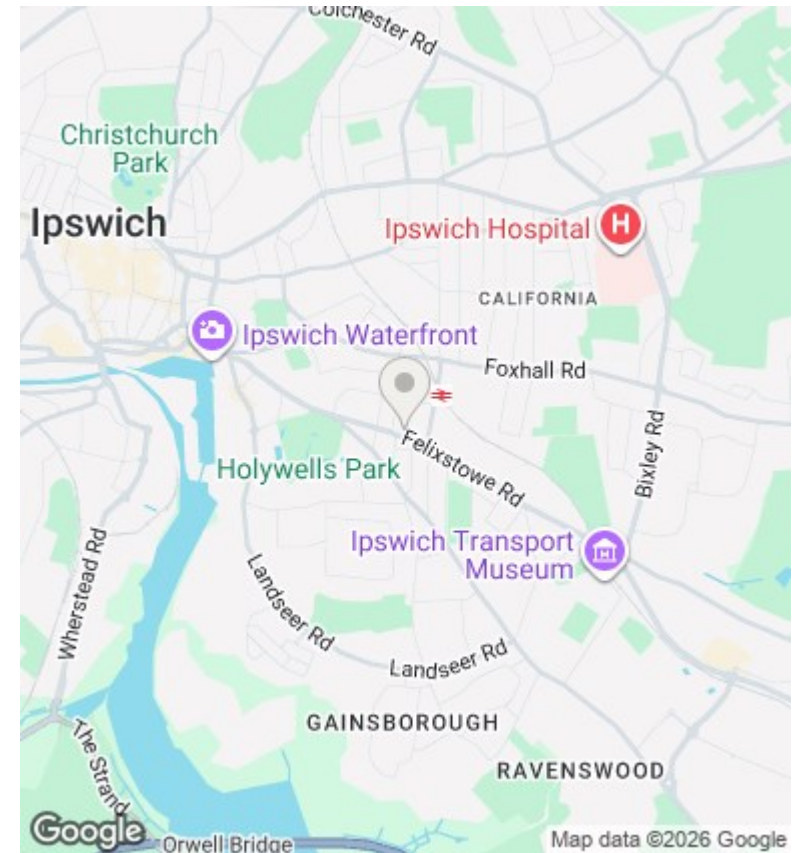 Colchester Rd
Christchurch
Park
Ipswich
Ipswich Hospital
H
CALIFORNIA
Ipswich Waterfront
Foxhall Rd
Felixstowe Rd
Bixley Rd
Holywells Park
Ipswich Transport
Museum
Wherstead Rd
Landseer Rd
Landseer Rd
GAINSBOROUGH
RAVENSWOOD
The Strand
Google
Orwell Bridge
Map data ©2026 Google